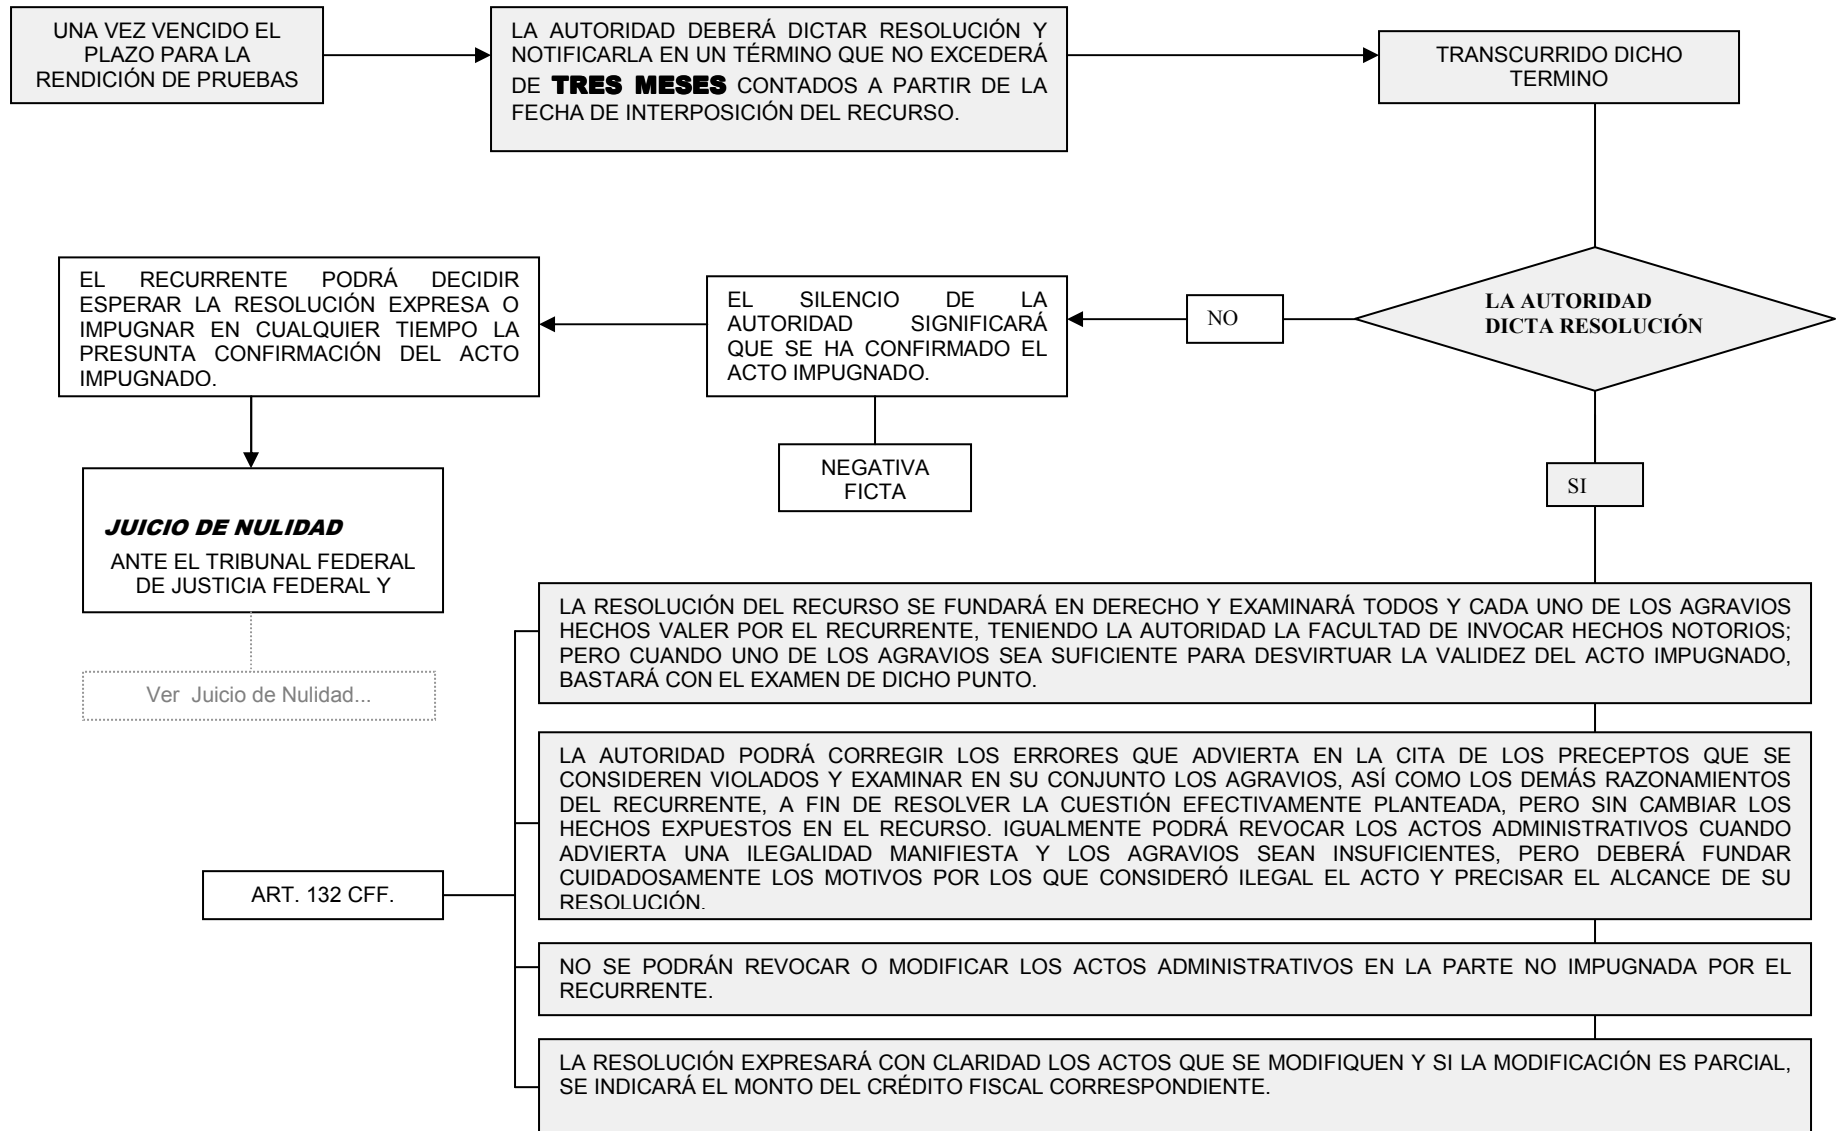 UNA VEZ VENCIDO EL
PLAZO PARA LA
RENDICIÓN DE PRUEBAS
LA AUTORIDAD DEBERÁ DICTAR RESOLUCIÓN Y
NOTIFICARLA EN UN TÉRMINO QUE NO EXCEDERÁ
DE TRES MESES CONTADOS A PARTIR DE LA
FECHA DE INTERPOSICIÓN DEL RECURSO.
TRANSCURRIDO DICHO
TERMINO
LA AUTORIDAD
DICTA RESOLUCIÓN
NO
EL SILENCIO DE LA
AUTORIDAD SIGNIFICARÁ
QUE SE HA CONFIRMADO EL
ACTO IMPUGNADO.
EL RECURRENTE PODRÁ DECIDIR
ESPERAR LA RESOLUCIÓN EXPRESA O
IMPUGNAR EN CUALQUIER TIEMPO LA
PRESUNTA CONFIRMACIÓN DEL ACTO
IMPUGNADO.
NEGATIVA
FICTA
SI
JUICIO DE NULIDAD
ANTE EL TRIBUNAL FEDERAL
DE JUSTICIA FEDERAL Y
Ver Juicio de Nulidad...
LA RESOLUCIÓN DEL RECURSO SE FUNDARÁ EN DERECHO Y EXAMINARÁ TODOS Y CADA UNO DE LOS AGRAVIOS
HECHOS VALER POR EL RECURRENTE, TENIENDO LA AUTORIDAD LA FACULTAD DE INVOCAR HECHOS NOTORIOS;
PERO CUANDO UNO DE LOS AGRAVIOS SEA SUFICIENTE PARA DESVIRTUAR LA VALIDEZ DEL ACTO IMPUGNADO,
BASTARÁ CON EL EXAMEN DE DICHO PUNTO.
LA AUTORIDAD PODRÁ CORREGIR LOS ERRORES QUE ADVIERTA EN LA CITA DE LOS PRECEPTOS QUE SE
CONSIDEREN VIOLADOS Y EXAMINAR EN SU CONJUNTO LOS AGRAVIOS, ASÍ COMO LOS DEMÁS RAZONAMIENTOS
DEL RECURRENTE, A FIN DE RESOLVER LA CUESTIÓN EFECTIVAMENTE PLANTEADA, PERO SIN CAMBIAR LOS
HECHOS EXPUESTOS EN EL RECURSO. IGUALMENTE PODRÁ REVOCAR LOS ACTOS ADMINISTRATIVOS CUANDO
ADVIERTA UNA ILEGALIDAD MANIFIESTA Y LOS AGRAVIOS SEAN INSUFICIENTES, PERO DEBERÁ FUNDAR
CUIDADOSAMENTE LOS MOTIVOS POR LOS QUE CONSIDERÓ ILEGAL EL ACTO Y PRECISAR EL ALCANCE DE SU
RESOLUCIÓN.
ART. 132 CFF.
NO SE PODRÁN REVOCAR O MODIFICAR LOS ACTOS ADMINISTRATIVOS EN LA PARTE NO IMPUGNADA POR EL
RECURRENTE.
LA RESOLUCIÓN EXPRESARÁ CON CLARIDAD LOS ACTOS QUE SE MODIFIQUEN Y SI LA MODIFICACIÓN ES PARCIAL,
SE INDICARÁ EL MONTO DEL CRÉDITO FISCAL CORRESPONDIENTE.